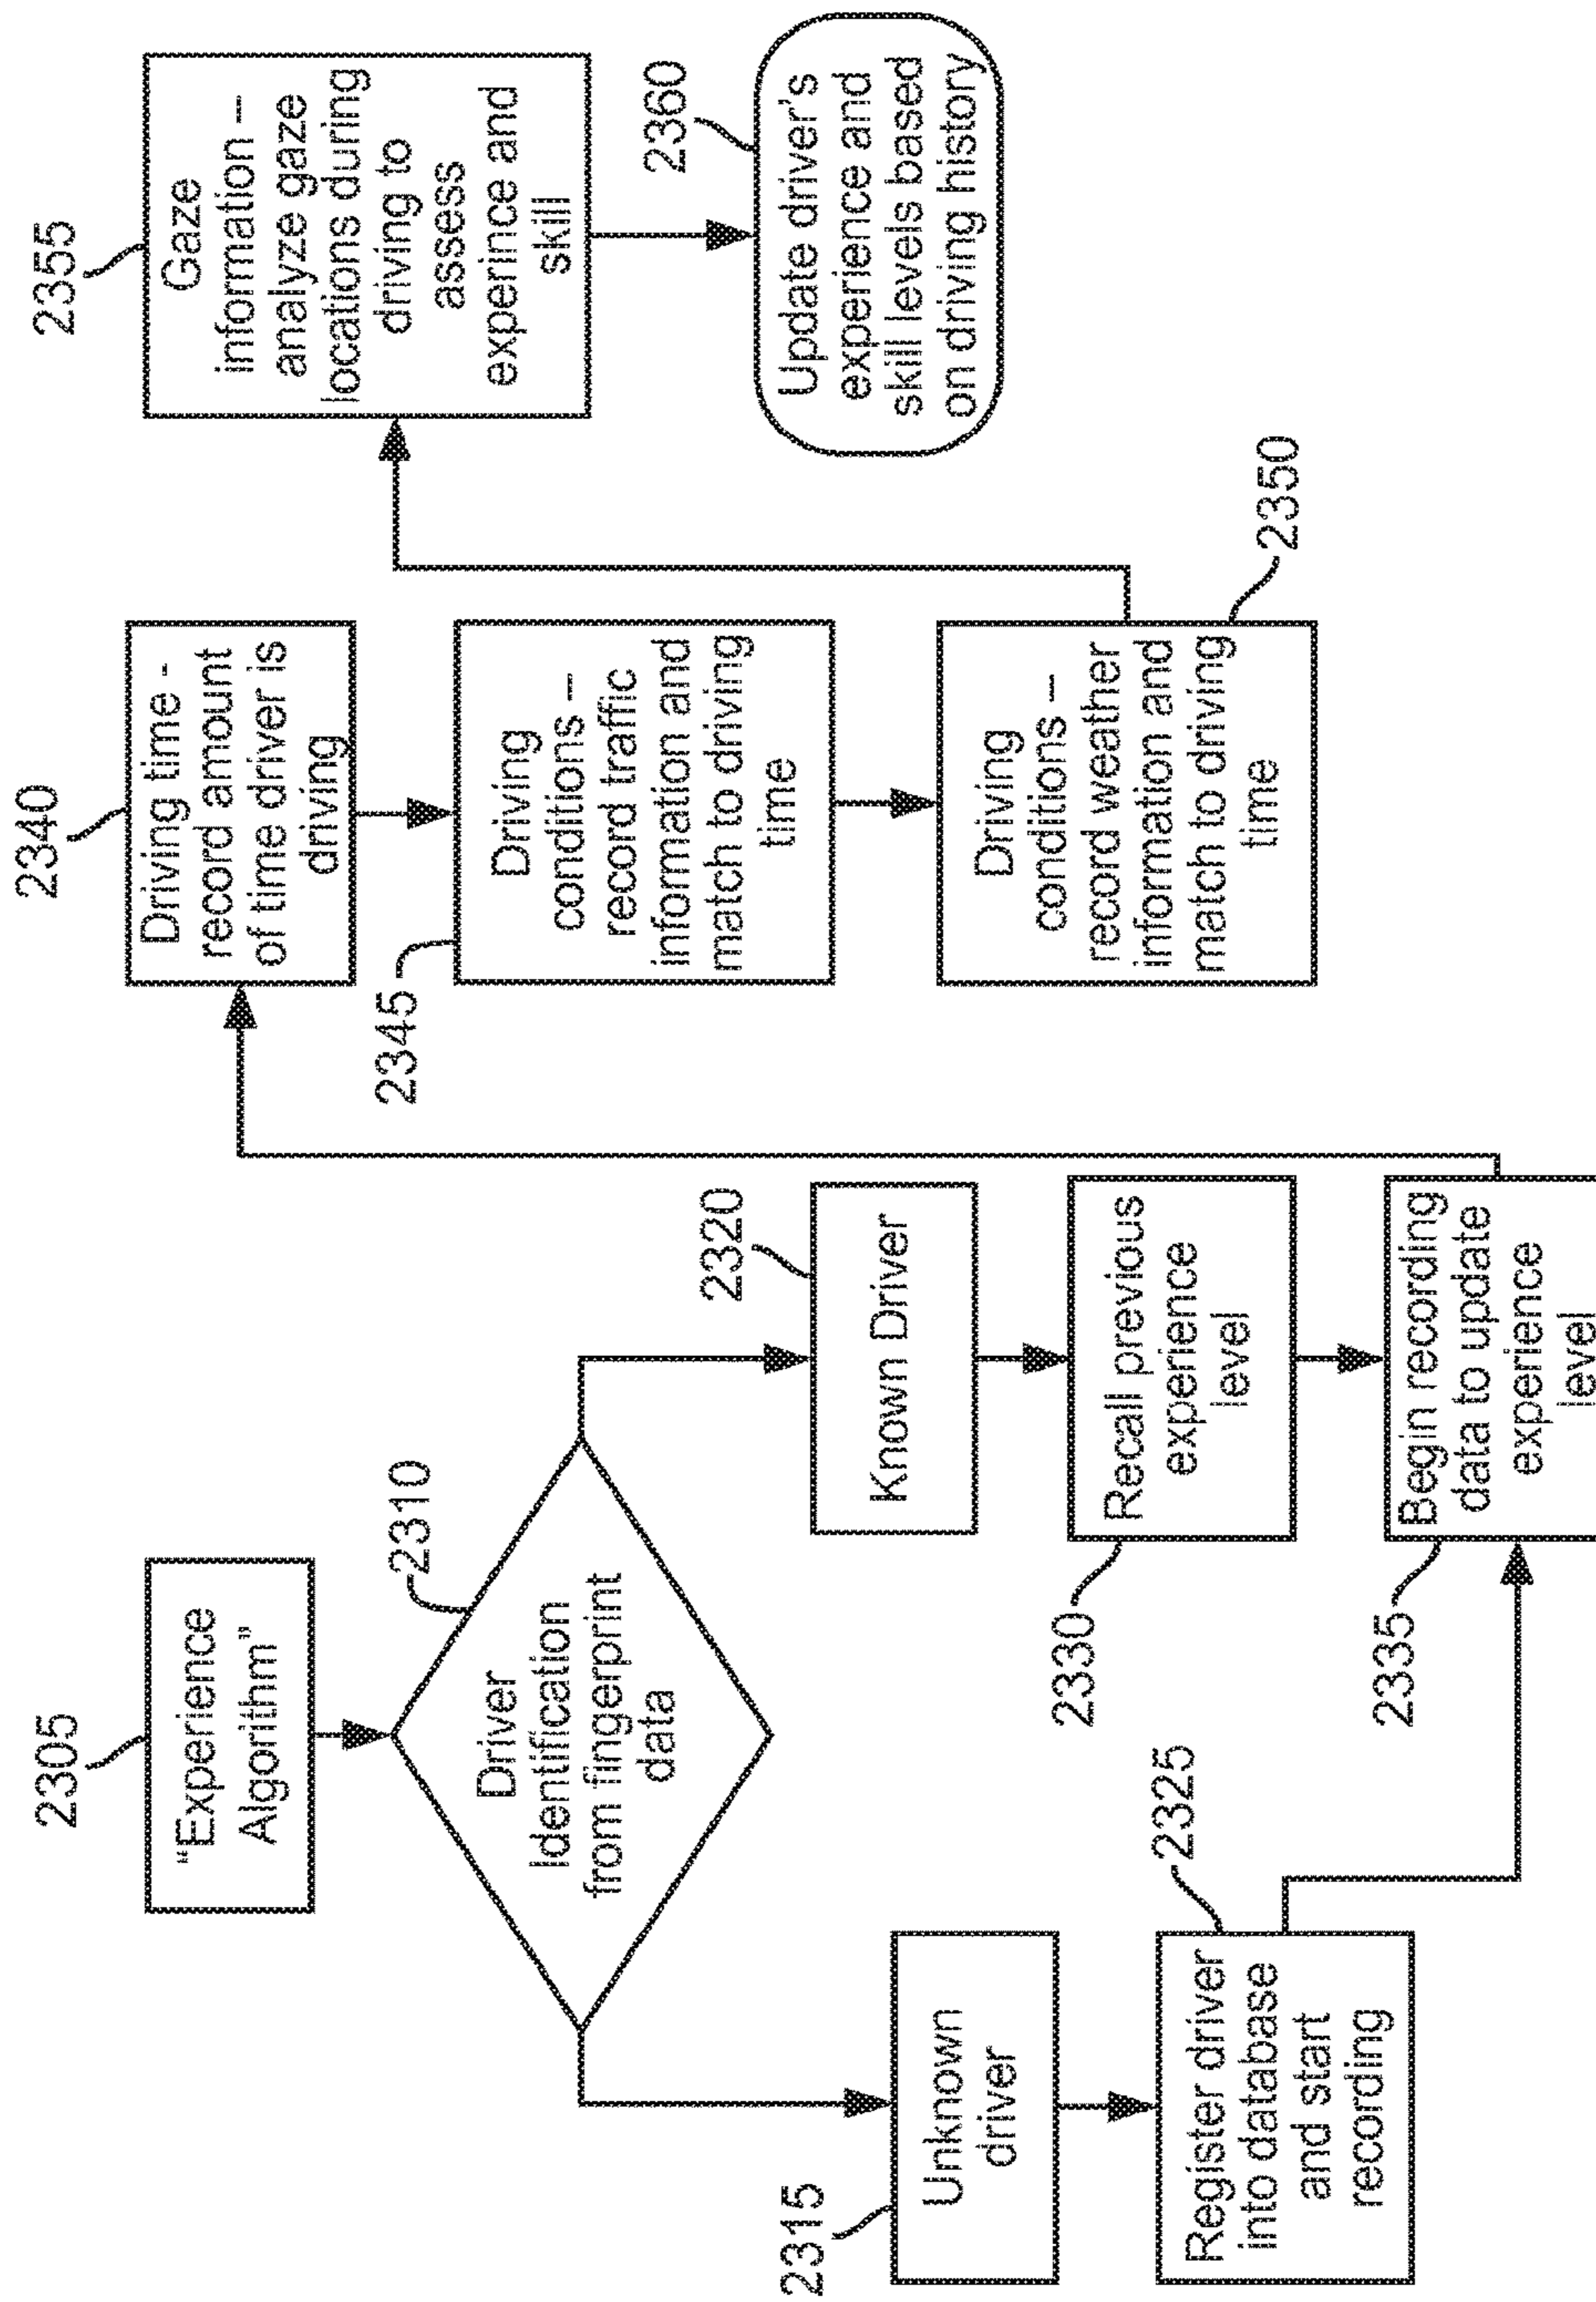 2305
"Experience
Algorithm"
2310
Driver
Identification
from fingerprint
data
2315
Unknown
driver
2325
Register driver
into database
and start
recording
2320
Known Driver
2330
Recall previous
experience
level
2335
Begin recording
data to update
experience
level
2340
Driving time -
record amount
of time driver is
driving
2345
Driving
conditions –
record traffic
information and
match to driving
time
2350
Driving
conditions –
record weather
information and
match to driving
time
2355
Gaze
information –
analyze gaze
locations during
driving to
assess
experince and
skill
2360
Update driver's
experience and
skill levels based
on driving history